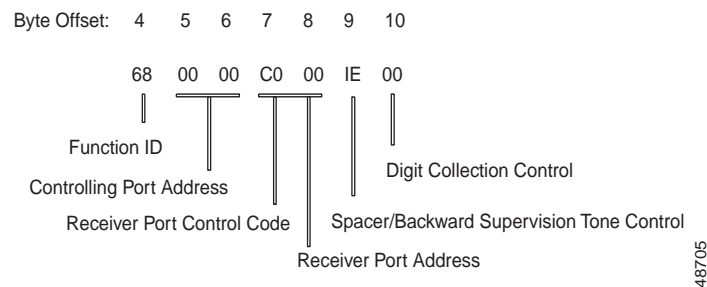 Byte Offset: 4 5 6 7 8 9 10
68 00 00 C0 00 IE 00
Function ID
Digit Collection Control
Controlling Port Address
Receiver Port Control Code
Spacer/Backward Supervision Tone Control
Receiver Port Address
48705